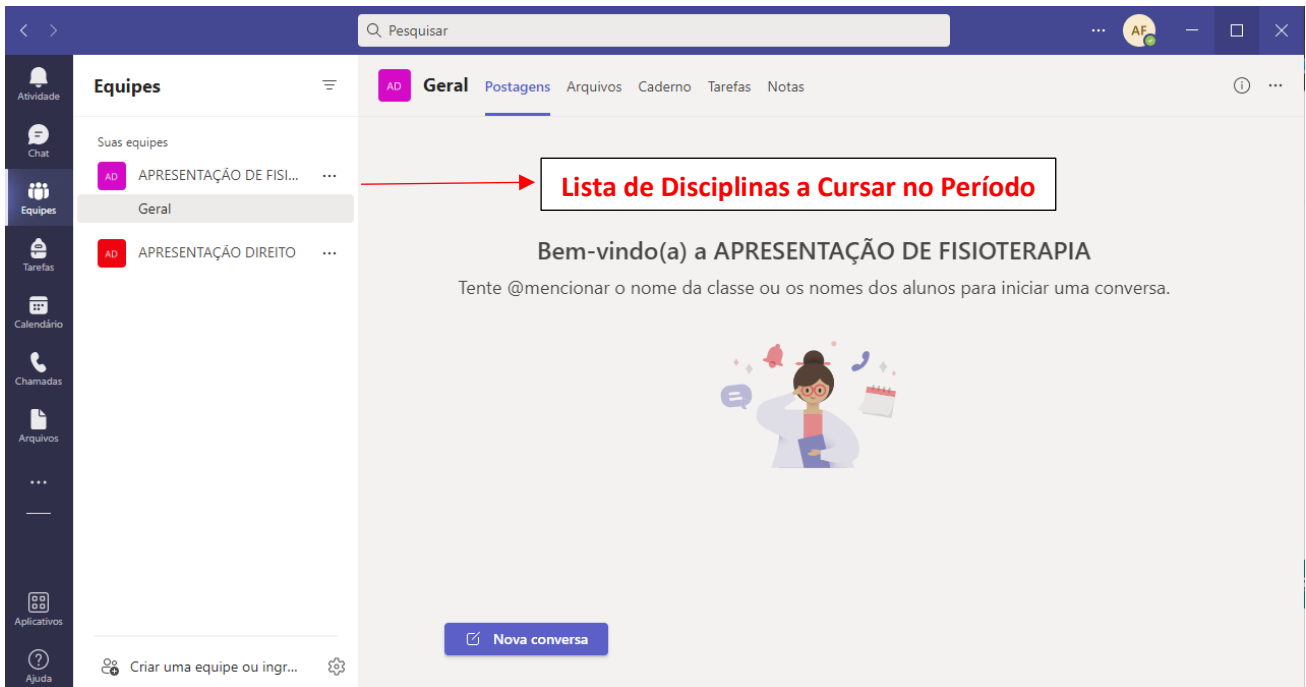 Pesquisar
AF
Atividade
Chat
Equipes
Tarefas
Calendário
Chamadas
Arquivos
Aplicativos
Ajuda
Equipes
Suas equipes
AD APRESENTAÇÃO DE FISI... ...
Geral
AD APRESENTAÇÃO DIREITO ...
Criar uma equipe ou ingr...
AD Geral Postagens Arquivos Caderno Tarefas Notas
Lista de Disciplinas a Cursar no Período
Bem-vindo(a) a APRESENTAÇÃO DE FISIOTERAPIA
Tente @mencionar o nome da classe ou os nomes dos alunos para iniciar uma conversa.
Nova conversa